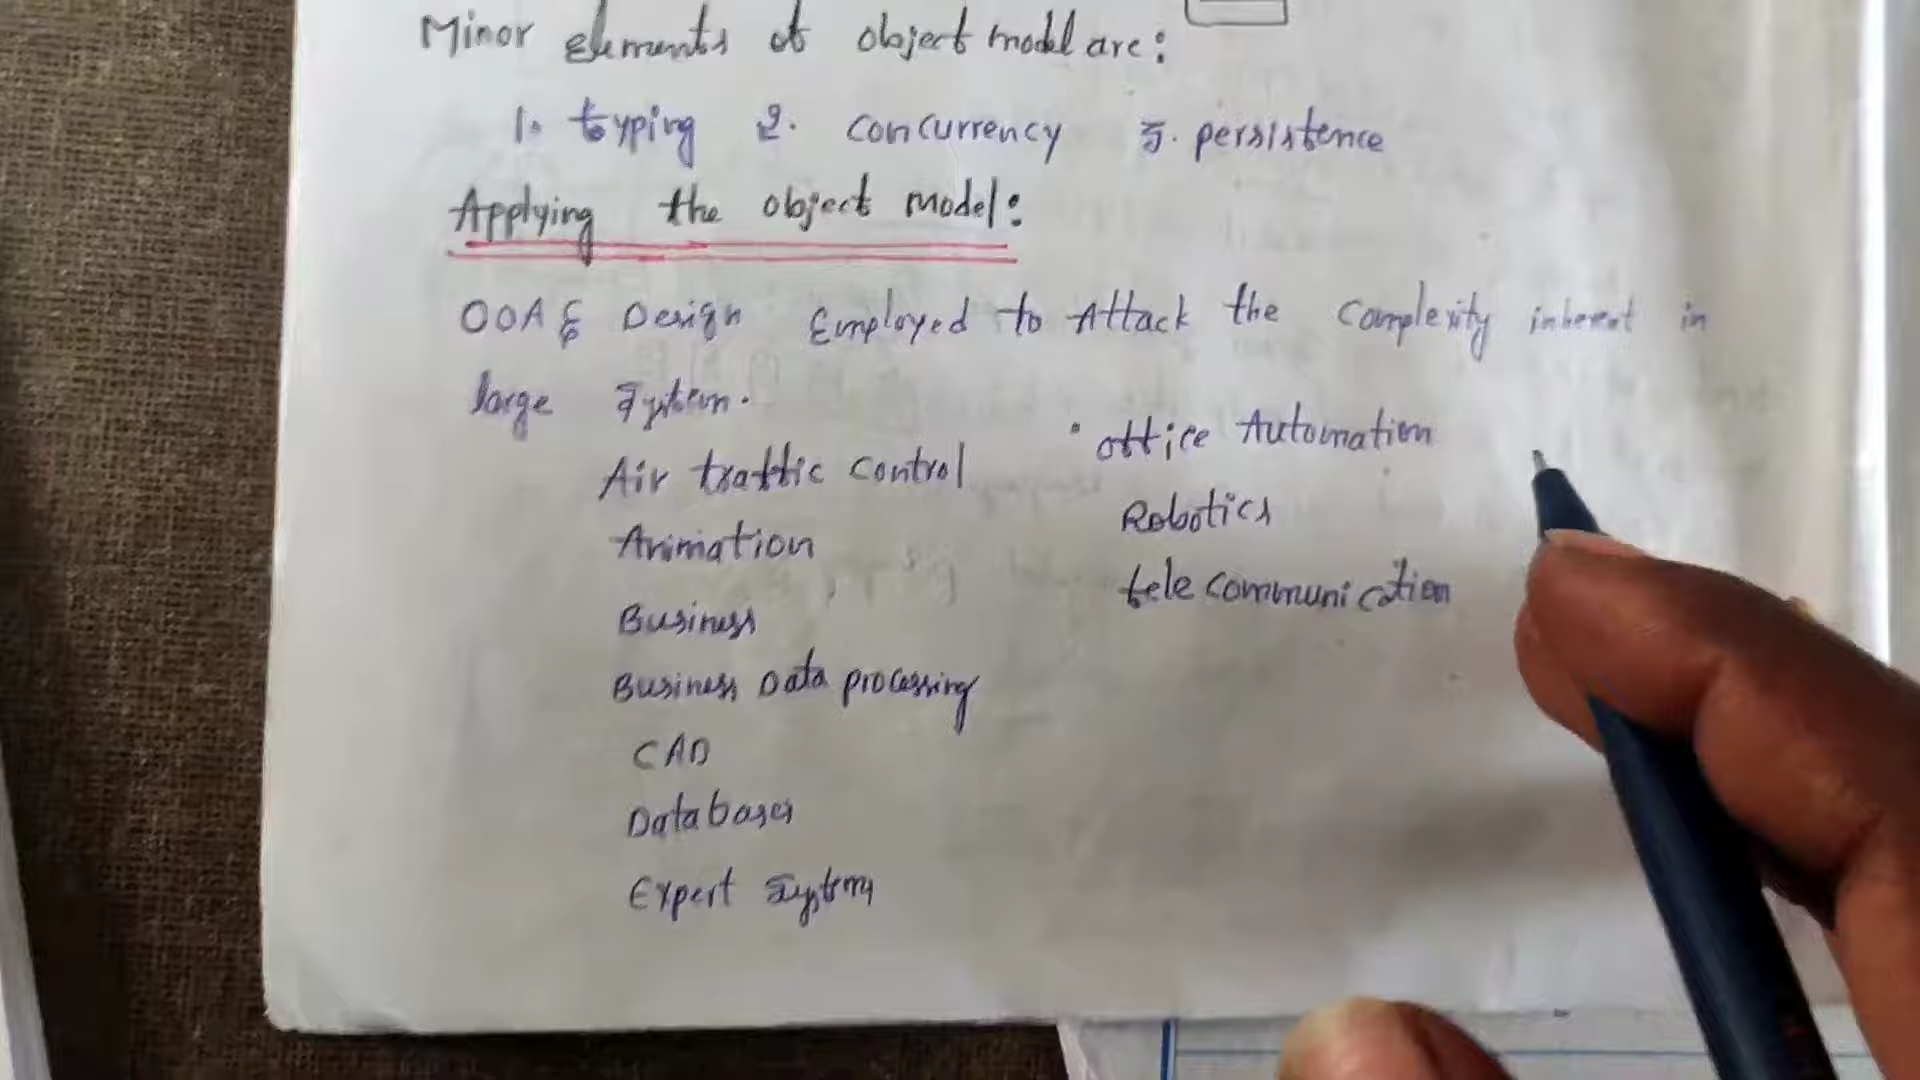 Minor elements of object model are:
1. typing 2. concurrency 3. persistence
Applying the object model:
OOA & Design Employed to Attack the Complexity inherent in
large system.
Air traffic control
Animation
Business
Business Data processing
CAD
Databases
Expert Systems
• office Automation
Robotics
tele communication